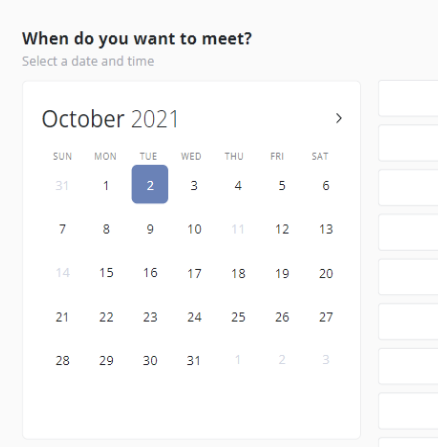 When do you want to meet?
Select a date and time
October 2021 >
SUN MON TUE WED THU FRI SAT
31 1 2 3 4 5 6
7 8 9 10 11 12 13
14 15 16 17 18 19 20
21 22 23 24 25 26 27
28 29 30 31 1 2 3